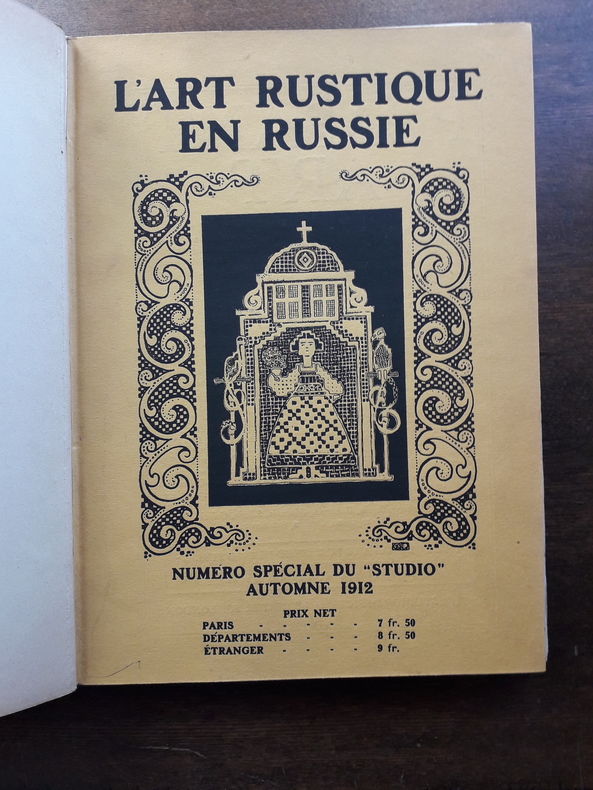 L'ART RUSTIQUE
EN RUSSIE
NUMÉRO SPÉCIAL DU "STUDIO"
AUTOMNE 1912
PRIX NET
PARIS - - - - - 7 fr. 50
DÉPARTEMENTS - - - 8 fr. 50
ÉTRANGER - - - - 9 fr.